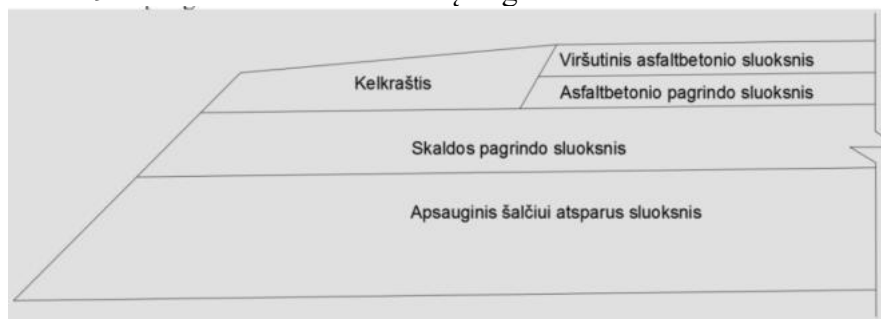 Viršutinis asfaltbetonio sluoksnis
Kelkraštis
Asfaltbetonio pagrindo sluoksnis
Skaldos pagrindo sluoksnis
Apsauginis šalčiui atsparus sluoksnis